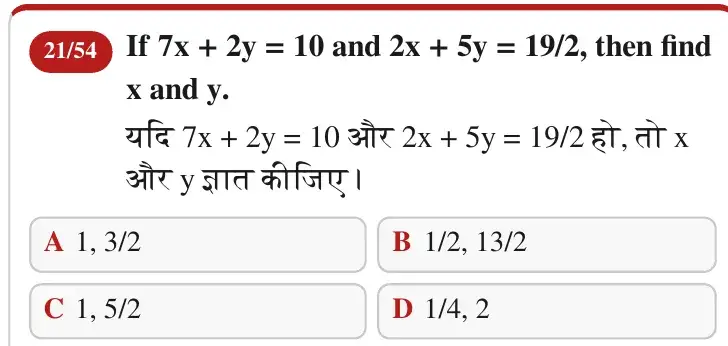 21/54 If 7x + 2y = 10 and 2x + 5y = 19/2, then find
x and y.
यदि 7x + 2y = 10 और 2x + 5y = 19/2 हो, तो x
और y ज्ञात कीजिए।
A 1, 3/2
B 1/2, 13/2
C 1, 5/2
D 1/4, 2